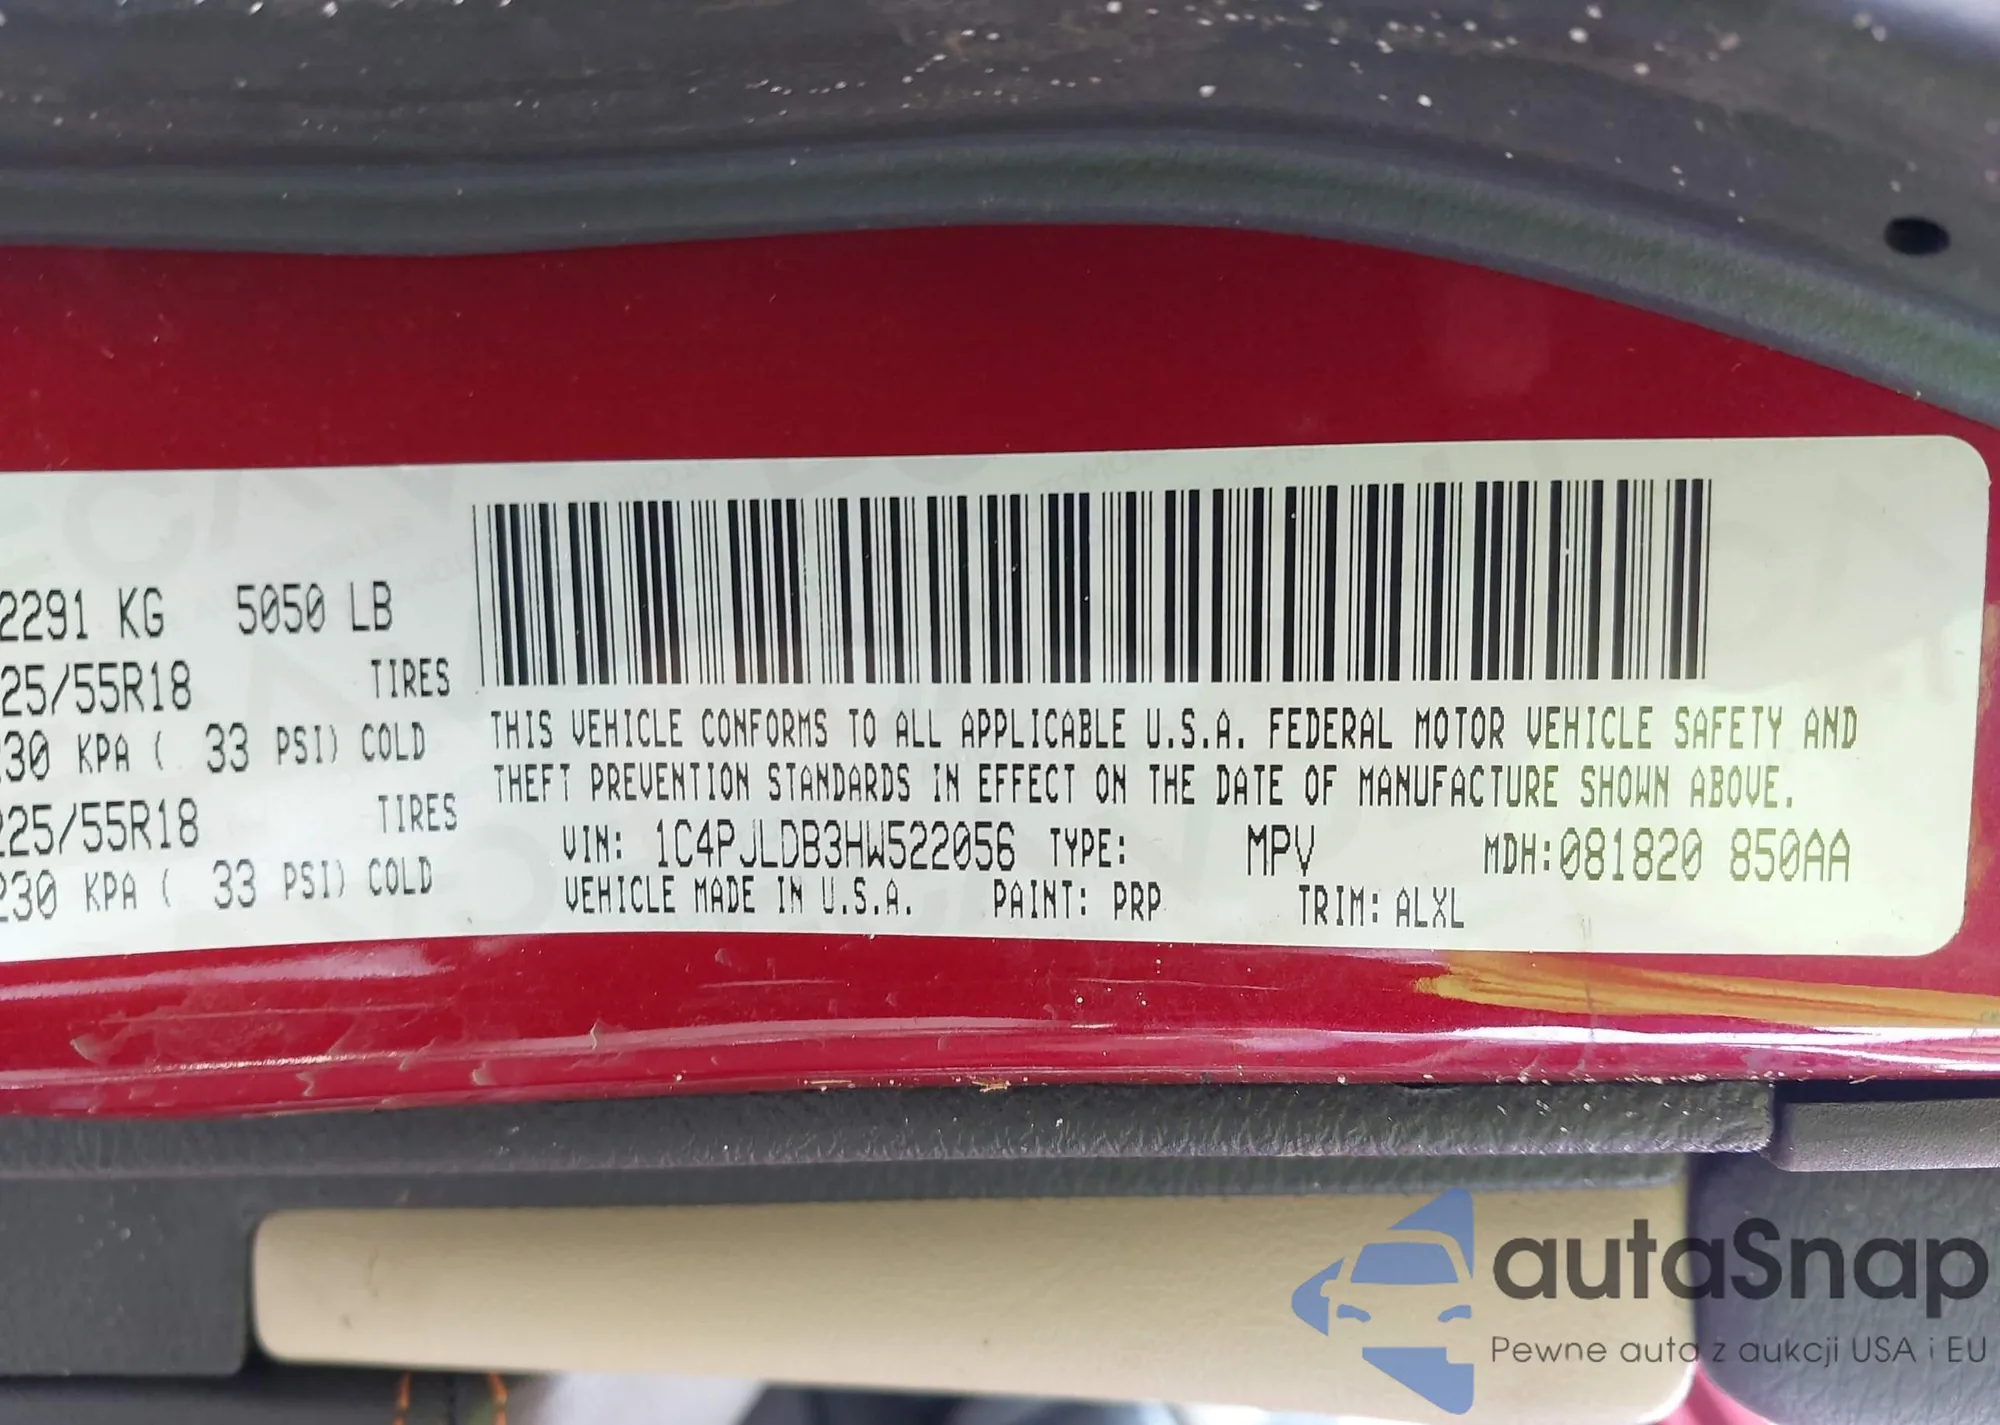 2291 KG 5050 LB
25/55R18 TIRES
30 KPA ( 33 PSI) COLD
225/55R18 TIRES
230 KPA ( 33 PSI) COLD
THIS VEHICLE CONFORMS TO ALL APPLICABLE U.S.A. FEDERAL MOTOR VEHICLE SAFETY AND
THEFT PREVENTION STANDARDS IN EFFECT ON THE DATE OF MANUFACTURE SHOWN ABOVE.
VIN: 1C4PJLDB3HW522056 TYPE: MPV MDH:081820 850AA
VEHICLE MADE IN U.S.A. PAINT: PRP TRIM: ALXL
autaSnap
Pewne auta z aukcji USA i EU